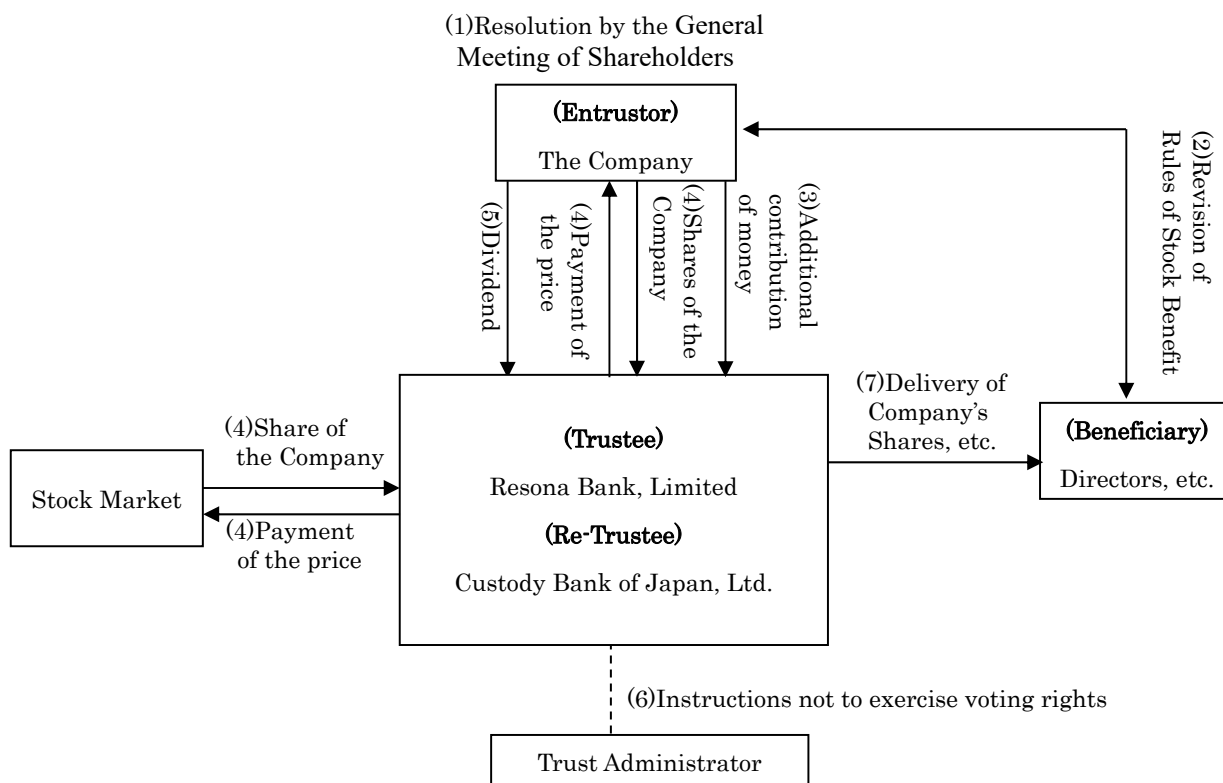 (1)Resolution by the General
Meeting of Shareholders
(Entrustor)
The Company
(5)Dividend
(4)Payment of
the price
(4)Shares of the
Company
(3)Additional
contribution
of money
(2)Revision of
Rules of Stock Benefit
(4)Share of
the Company
Stock Market
(4)Payment
of the price
(Trustee)
Resona Bank, Limited
(Re-Trustee)
Custody Bank of Japan, Ltd.
(7)Delivery of
Company’s
Shares, etc.
(Beneficiary)
Directors, etc.
(6)Instructions not to exercise voting rights
Trust Administrator